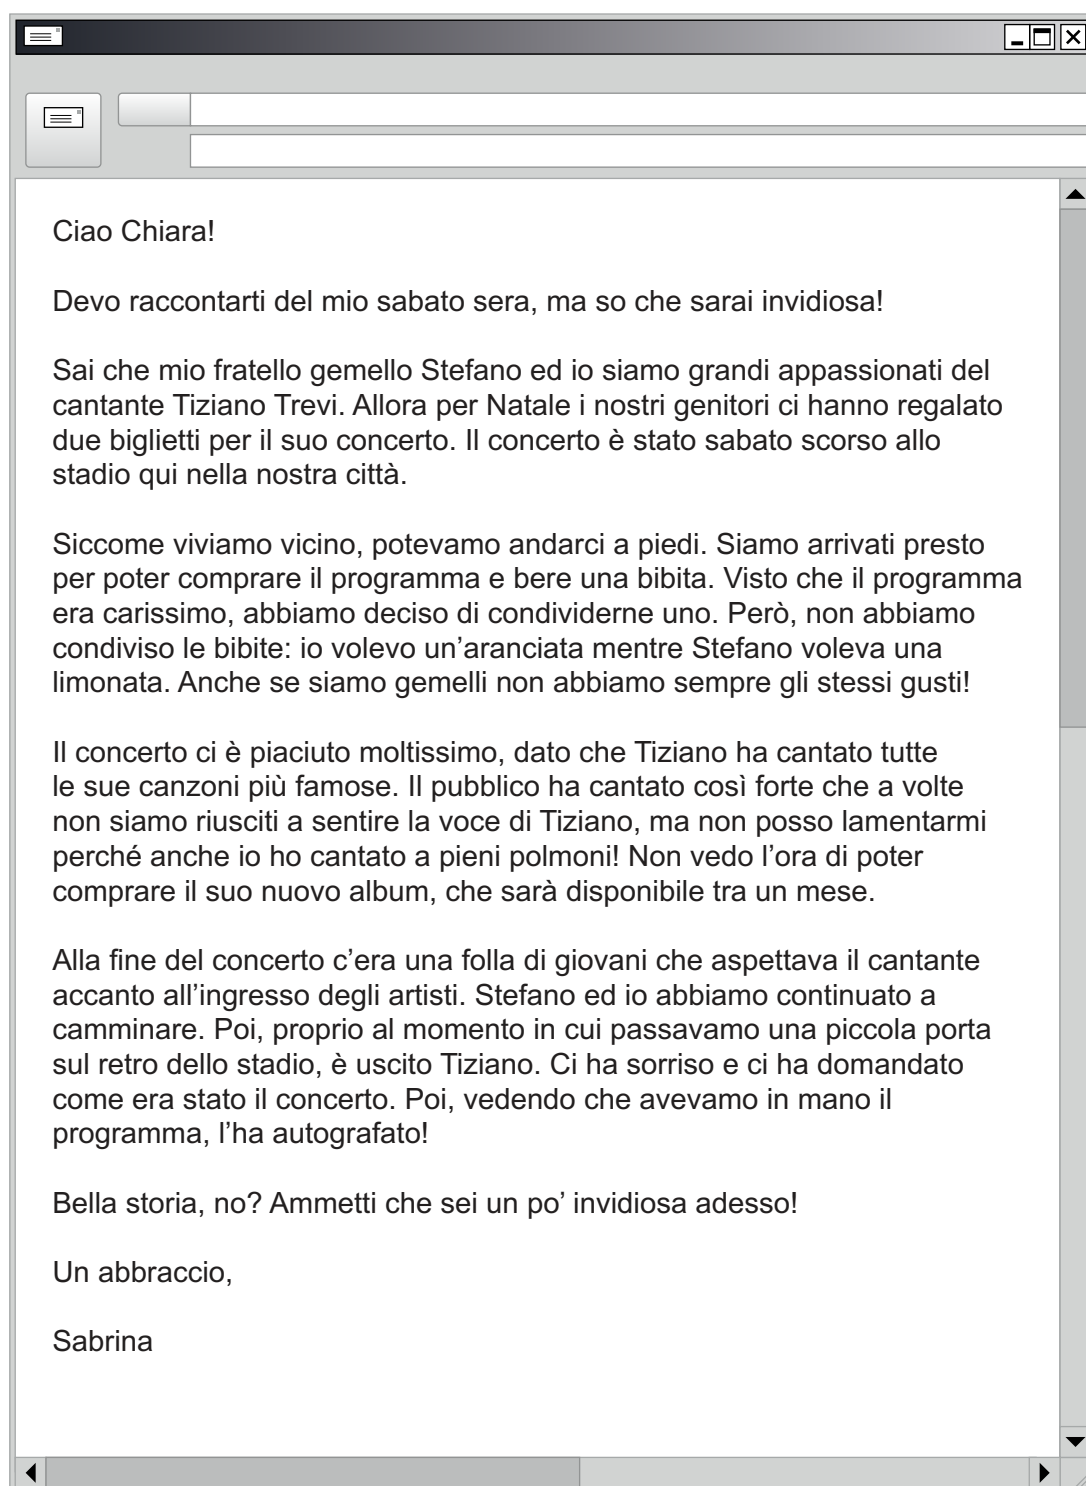 Ciao Chiara!
Devo raccontarti del mio sabato sera, ma so che sarai invidiosa!
Sai che mio fratello gemello Stefano ed io siamo grandi appassionati del
cantante Tiziano Trevi. Allora per Natale i nostri genitori ci hanno regalato
due biglietti per il suo concerto. Il concerto è stato sabato scorso allo
stadio qui nella nostra città.
Siccome viviamo vicino, potevamo andarci a piedi. Siamo arrivati presto
per poter comprare il programma e bere una bibita. Visto che il programma
era carissimo, abbiamo deciso di condividerne uno. Però, non abbiamo
condiviso le bibite: io volevo un’aranciata mentre Stefano voleva una
limonata. Anche se siamo gemelli non abbiamo sempre gli stessi gusti!
Il concerto ci è piaciuto moltissimo, dato che Tiziano ha cantato tutte
le sue canzoni più famose. Il pubblico ha cantato così forte che a volte
non siamo riusciti a sentire la voce di Tiziano, ma non posso lamentarmi
perché anche io ho cantato a pieni polmoni! Non vedo l’ora di poter
comprare il suo nuovo album, che sarà disponibile tra un mese.
Alla fine del concerto c’era una folla di giovani che aspettava il cantante
accanto all’ingresso degli artisti. Stefano ed io abbiamo continuato a
camminare. Poi, proprio al momento in cui passavamo una piccola porta
sul retro dello stadio, è uscito Tiziano. Ci ha sorriso e ci ha domandato
come era stato il concerto. Poi, vedendo che avevamo in mano il
programma, l’ha autografato!
Bella storia, no? Ammetti che sei un po’ invidiosa adesso!
Un abbraccio,
Sabrina